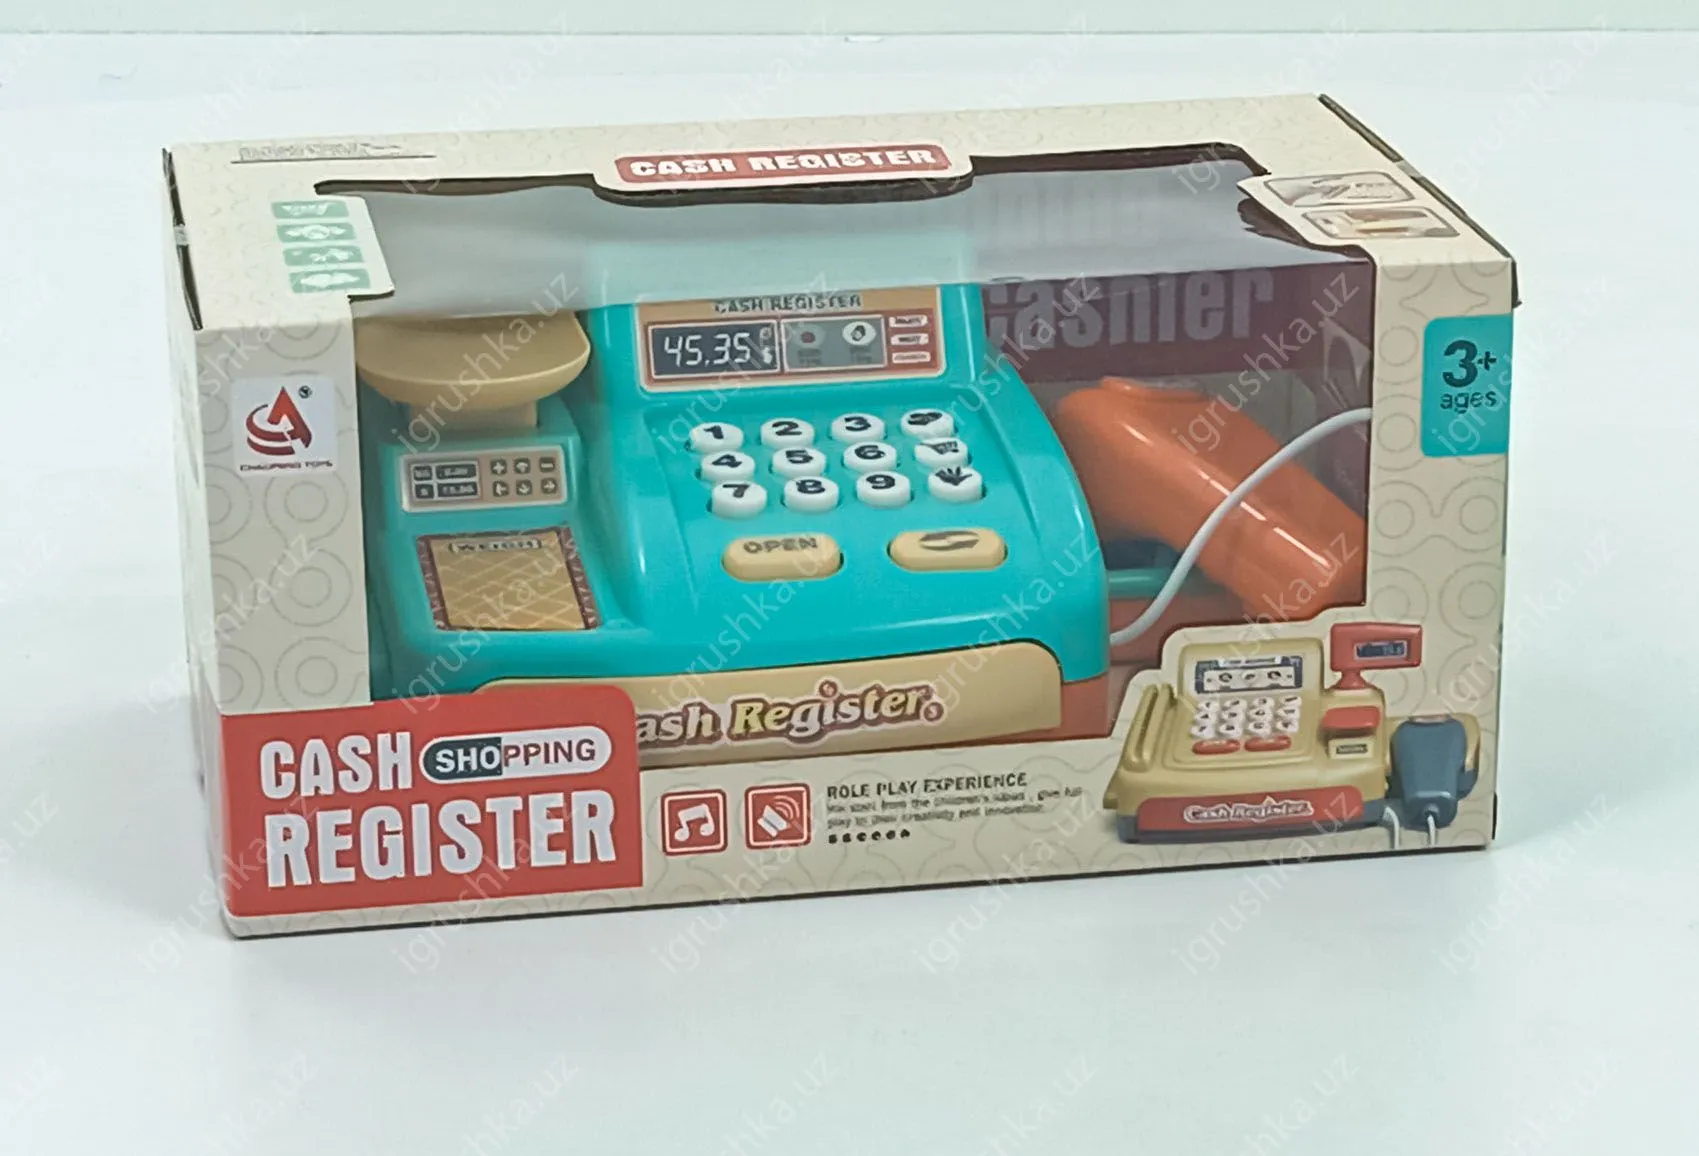 CASH REGISTER
Cashier
3+
ages
CASH REGISTER
45.35
1 2 3
4 5 6
7 8 9
OPEN
WEIGH
Cash Register
CASH SHOPPING
REGISTER
ROLE PLAY EXPERIENCE
Cash Register
igrushka.uz